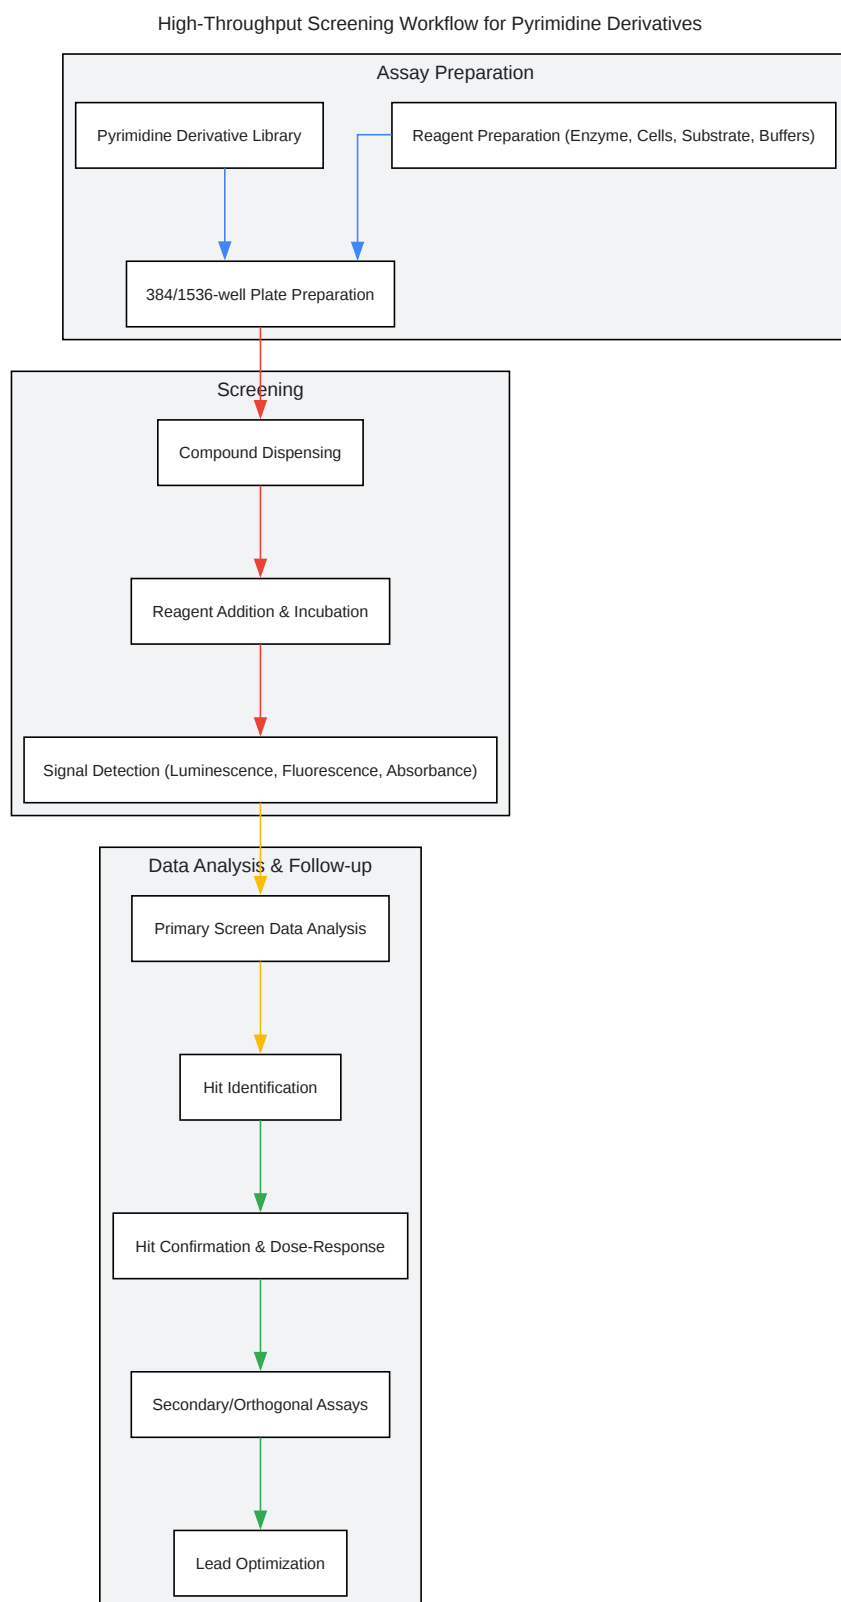 High-Throughput Screening Workflow for Pyrimidine Derivatives
Assay Preparation
Pyrimidine Derivative Library
Reagent Preparation (Enzyme, Cells, Substrate, Buffers)
384/1536-well Plate Preparation
Screening
Compound Dispensing
Reagent Addition & Incubation
Signal Detection (Luminescence, Fluorescence, Absorbance)
Data Analysis & Follow-up
Primary Screen Data Analysis
Hit Identification
Hit Confirmation & Dose-Response
Secondary/Orthogonal Assays
Lead Optimization